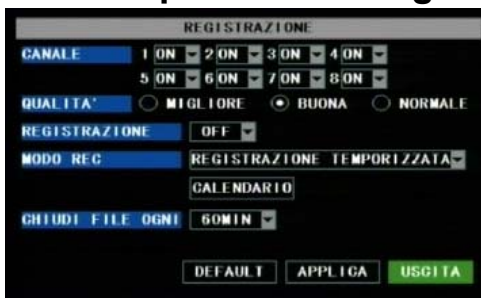 REGISTRAZIONE
CANALE 1 ON 2 ON 3 ON 4 ON
5 ON 6 ON 7 ON 8 ON
QUALITA' MIGLIORE BUONA NORMALE
REGISTRAZIONE OFF
MODO REC REGISTRAZIONE TEMPORIZZATA
CALENDARIO
CHIUDI FILE OGNI 60MIN
DEFAULT APPLICA USCITA